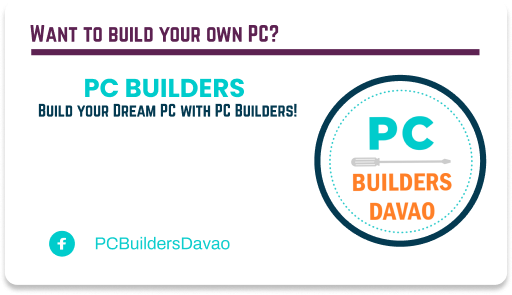 Want to build your own PC?
PC BUILDERS
Build your Dream PC with PC Builders!
PC
BUILDERS
DAVAO
PCBuildersDavao